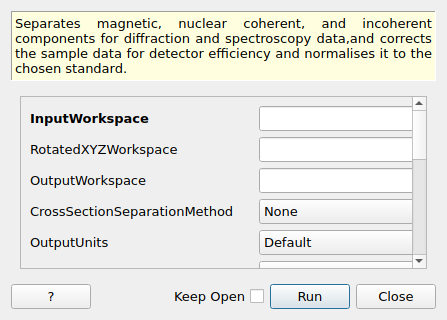 Separates magnetic, nuclear coherent, and incoherent
components for diffraction and spectroscopy data,and corrects
the sample data for detector efficiency and normalises it to the
chosen standard.
InputWorkspace
RotatedXYZWorkspace
OutputWorkspace
CrossSectionSeparationMethod None
OutputUnits Default
? Keep Open Run Close